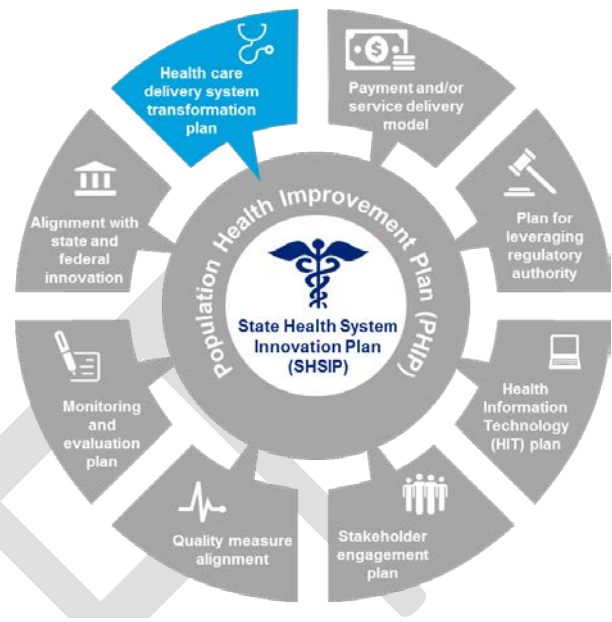 Health care
delivery system
transformation
plan
Payment and/or
service delivery
model
Plan for
leveraging
regulatory
authority
Health
Information
Technology
(HIT) plan
Stakeholder
engagement
plan
Quality measure
alignment
Monitoring
and
evaluation
plan
Alignment with
state and
federal
innovation
Population Health Improvement Plan (PHIP)
State Health System
Innovation Plan
(SHSIP)
$